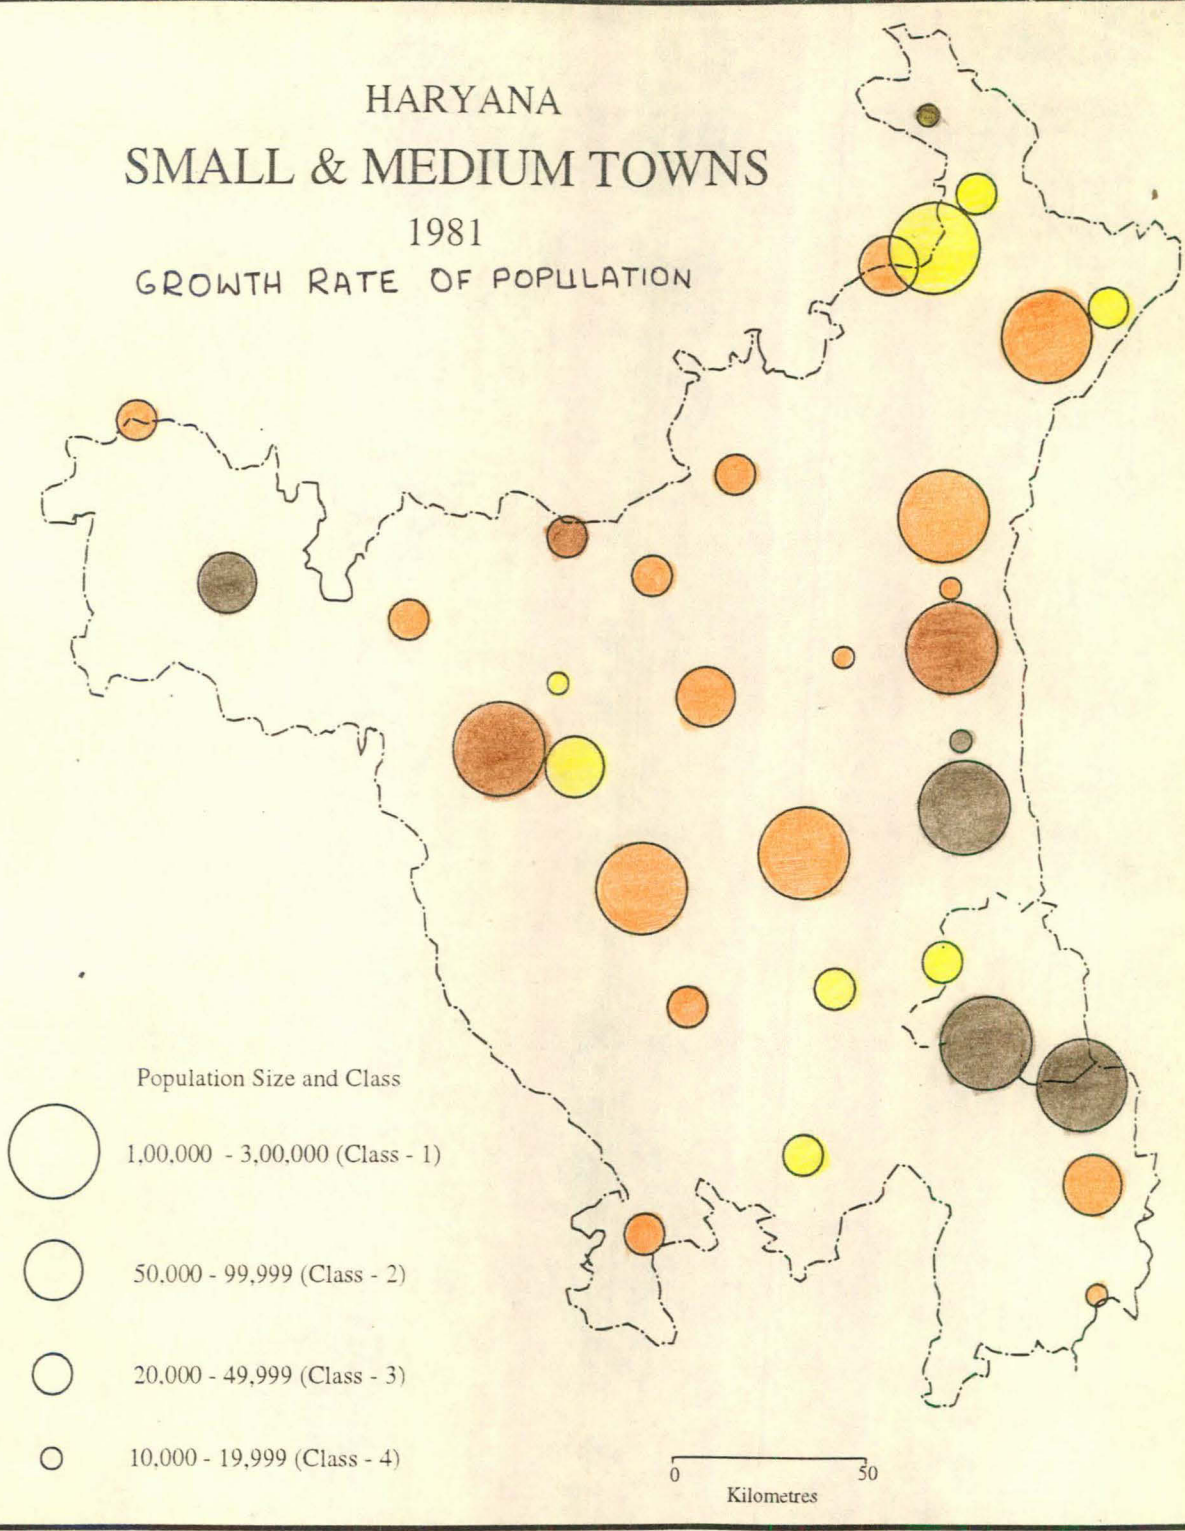 HARYANA
SMALL & MEDIUM TOWNS
1981
GROWTH RATE OF POPULATION
Population Size and Class
1,00,000 - 3,00,000 (Class - 1)
50,000 - 99,999 (Class - 2)
20,000 - 49,999 (Class - 3)
10,000 - 19,999 (Class - 4)
0 50
Kilometres